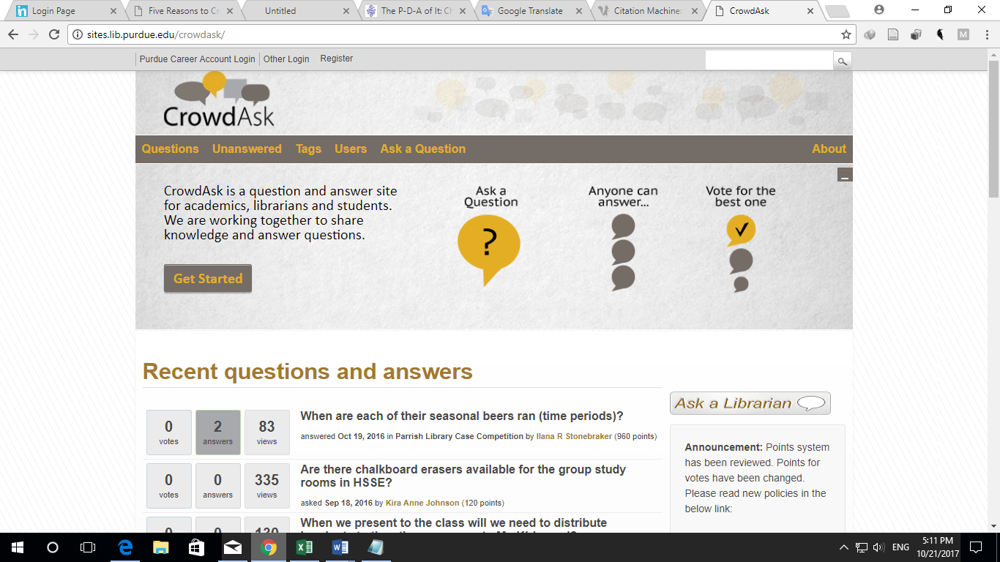 Login Page
Five Reasons to Cr
Untitled
The P-D-A of It: Ch
Google Translate
Citation Machine:
CrowdAsk
sites.lib.purdue.edu/crowdask/
Purdue Career Account Login
Other Login
Register
CrowdAsk
Questions
Unanswered
Tags
Users
Ask a Question
About
CrowdAsk is a question and answer site
for academics, librarians and students.
We are working together to share
knowledge and answer questions.
Get Started
Ask a
Question
?
Anyone can
answer...
Vote for the
best one
Recent questions and answers
0
votes
2
answers
83
views
When are each of their seasonal beers ran (time periods)?
answered Oct 19, 2016 in Parrish Library Case Competition by Ilana R Stonebraker (960 points)
0
votes
0
answers
335
views
Are there chalkboard erasers available for the group study
rooms in HSSE?
asked Sep 18, 2016 by Kira Anne Johnson (120 points)
When we present to the class will we need to distribute
Ask a Librarian
Announcement: Points system
has been reviewed. Points for
votes have been changed.
Please read new policies in the
below link:
ENG
5:11 PM
10/21/2017